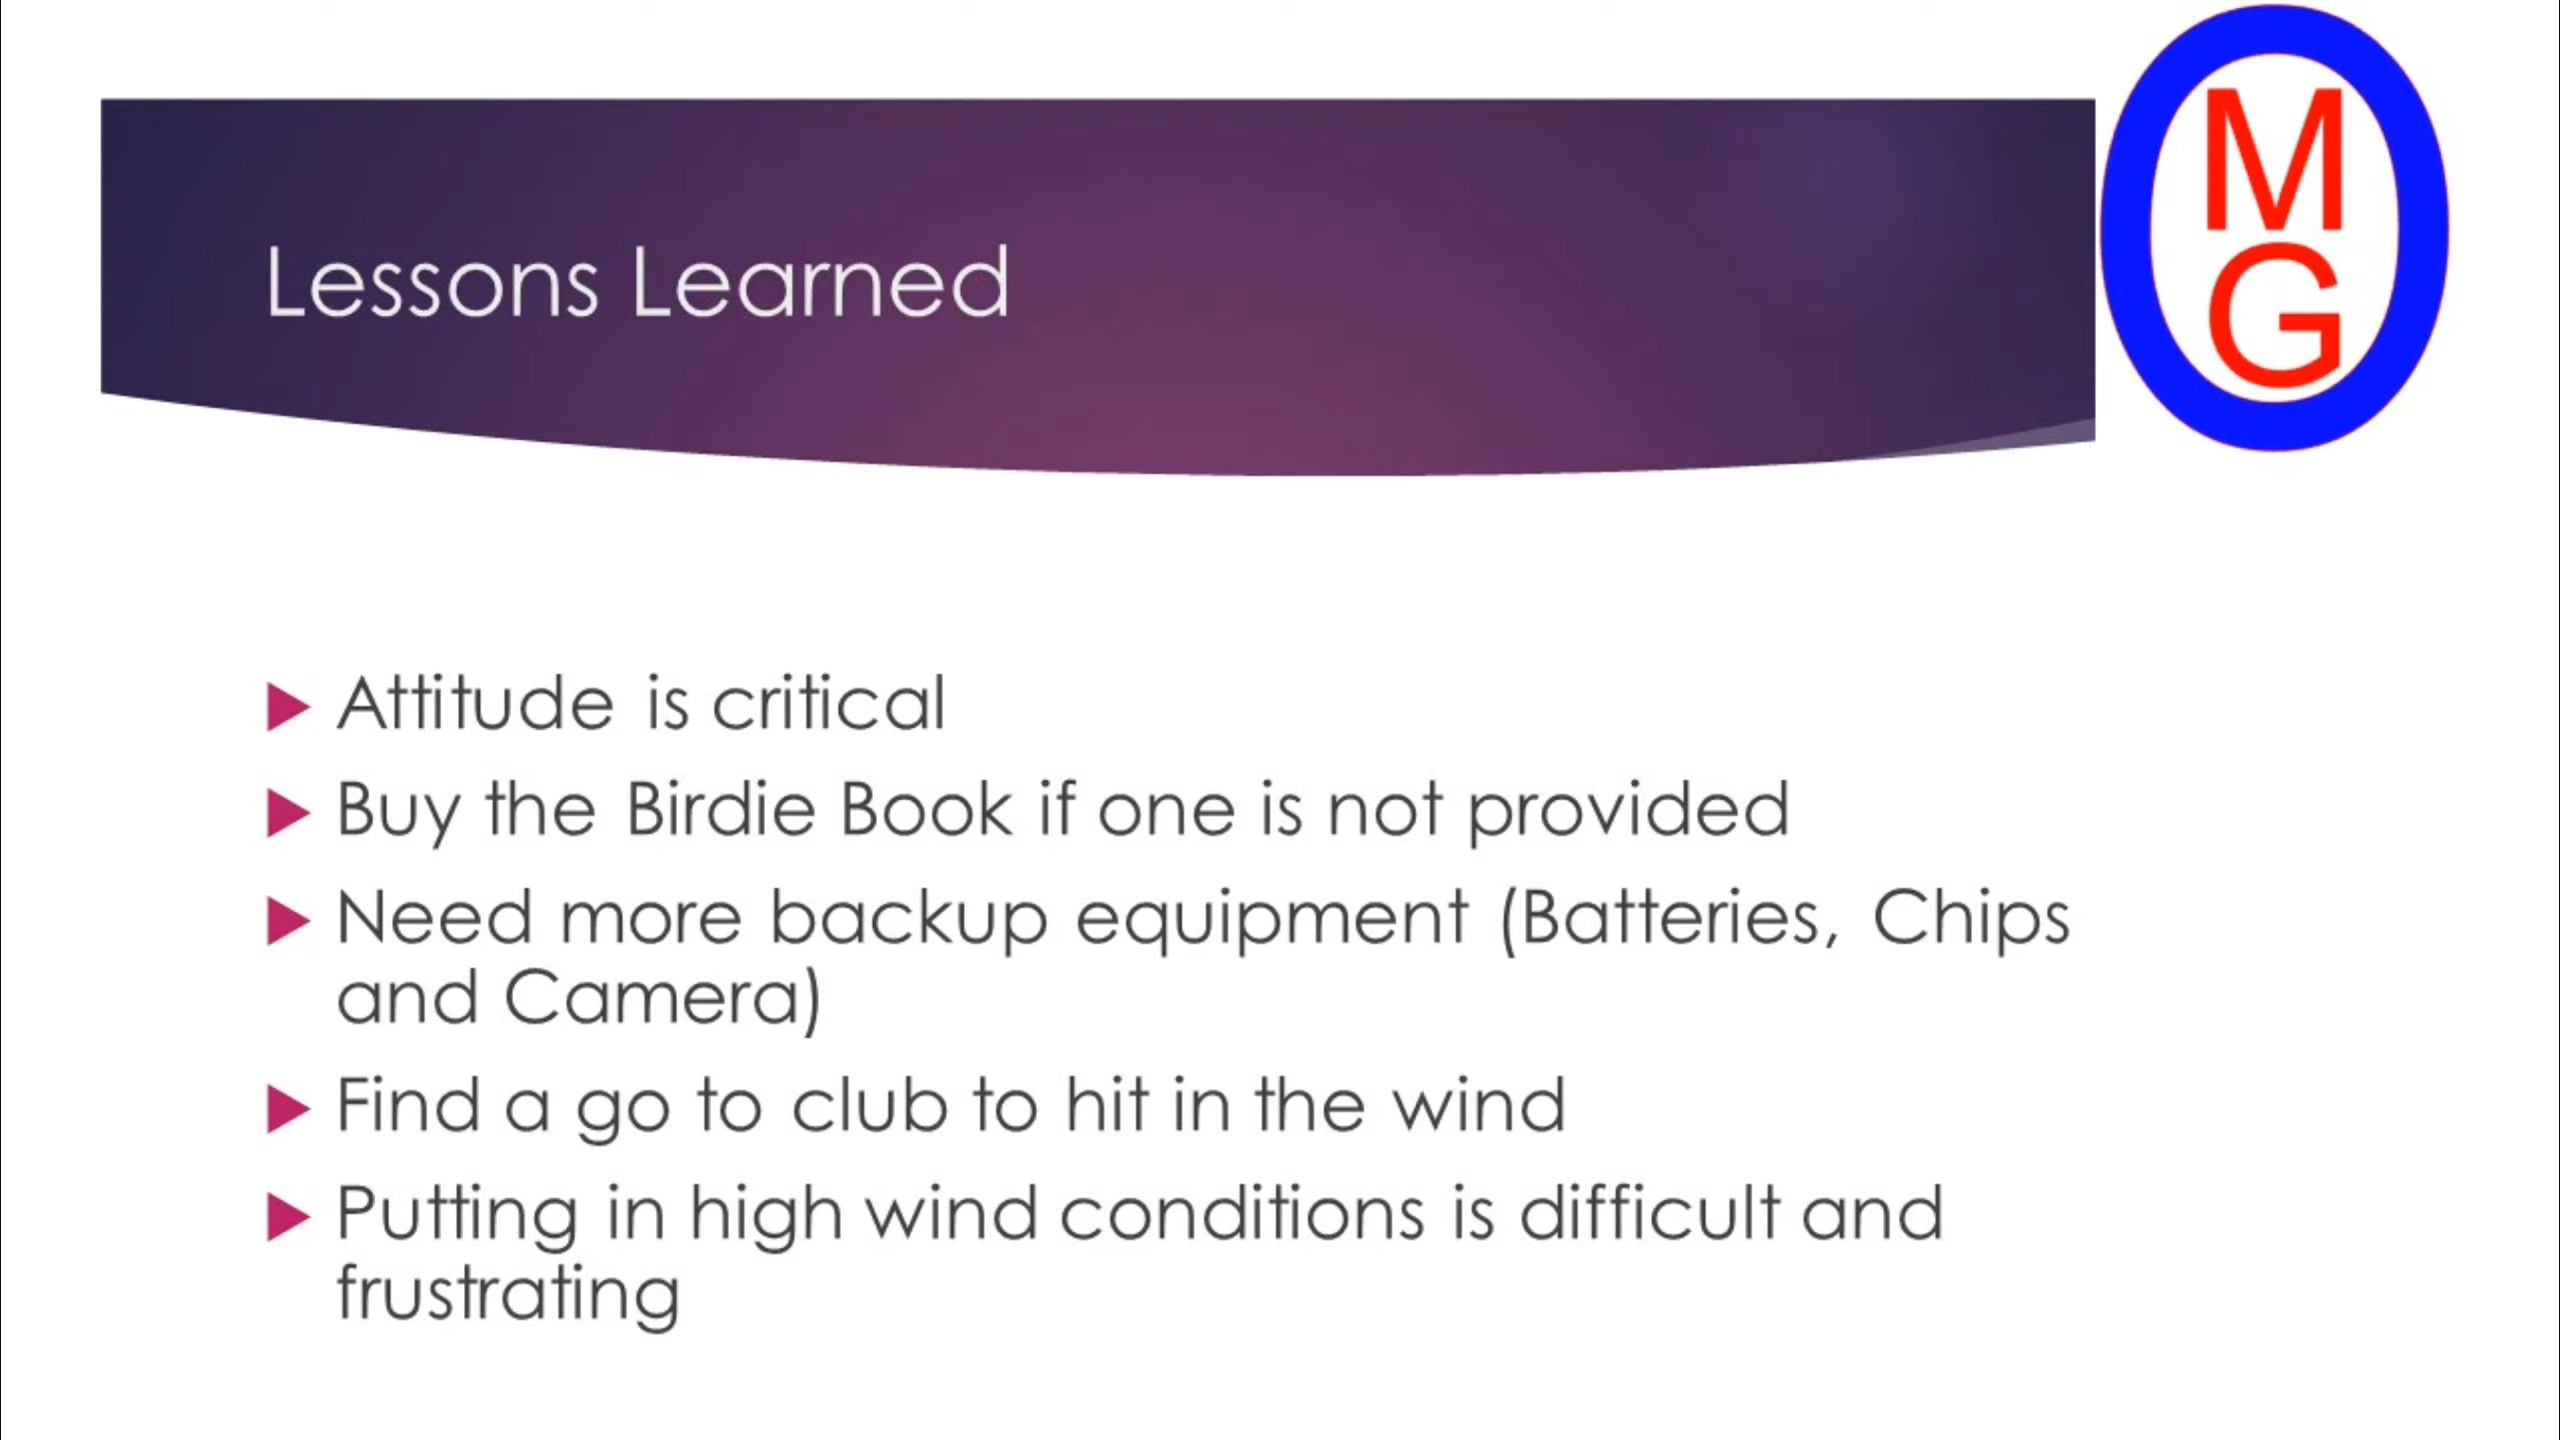 Lessons Learned
M
G
Attitude is critical
Buy the Birdie Book if one is not provided
Need more backup equipment (Batteries, Chips
and Camera)
Find a go to club to hit in the wind
Putting in high wind conditions is difficult and
frustrating